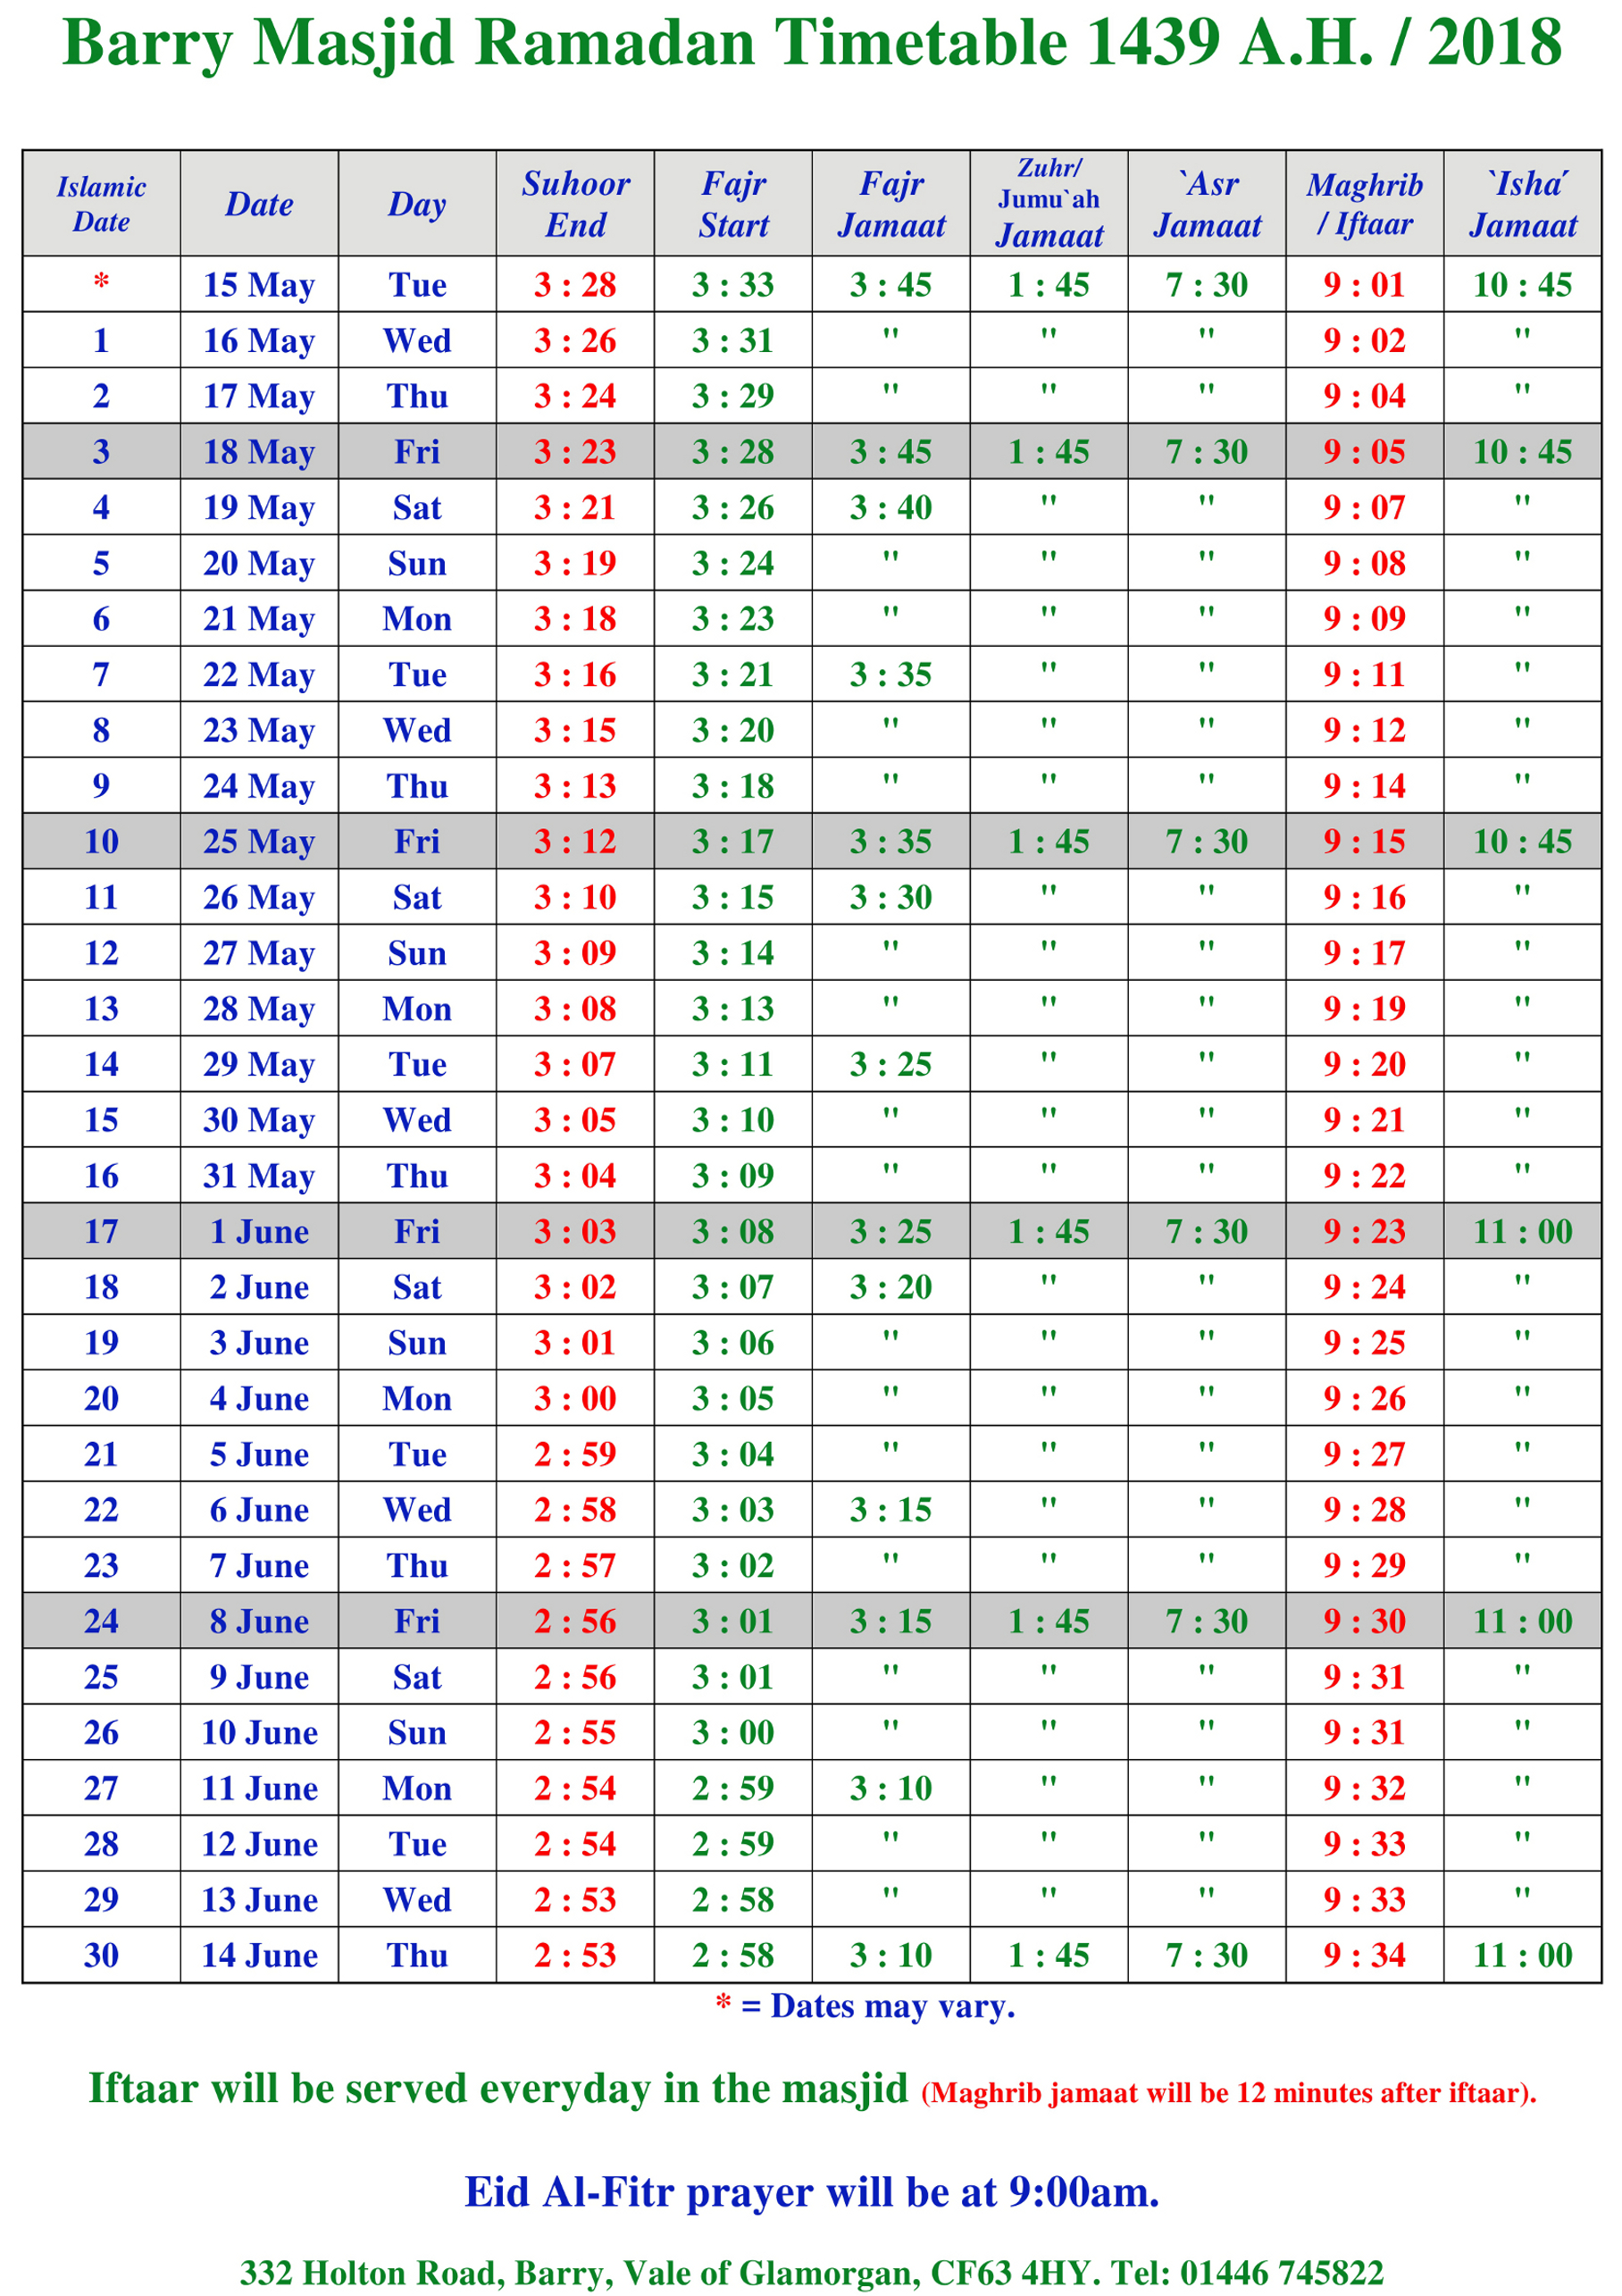 Barry Masjid Ramadan Timetable 1439 A.H. / 2018
Islamic Date Date Day Suhoor End Fajr Start Fajr Jamaat Zuhr/ Jumu`ah Jamaat `Asr Jamaat Maghrib / Iftaar `Isha´ Jamaat
* 15 May Tue 3 : 28 3 : 33 3 : 45 1 : 45 7 : 30 9 : 01 10 : 45
1 16 May Wed 3 : 26 3 : 31 " " " 9 : 02 "
2 17 May Thu 3 : 24 3 : 29 " " " 9 : 04 "
3 18 May Fri 3 : 23 3 : 28 3 : 45 1 : 45 7 : 30 9 : 05 10 : 45
4 19 May Sat 3 : 21 3 : 26 3 : 40 " " 9 : 07 "
5 20 May Sun 3 : 19 3 : 24 " " " 9 : 08 "
6 21 May Mon 3 : 18 3 : 23 " " " 9 : 09 "
7 22 May Tue 3 : 16 3 : 21 3 : 35 " " 9 : 11 "
8 23 May Wed 3 : 15 3 : 20 " " " 9 : 12 "
9 24 May Thu 3 : 13 3 : 18 " " " 9 : 14 "
10 25 May Fri 3 : 12 3 : 17 3 : 35 1 : 45 7 : 30 9 : 15 10 : 45
11 26 May Sat 3 : 10 3 : 15 3 : 30 " " 9 : 16 "
12 27 May Sun 3 : 09 3 : 14 " " " 9 : 17 "
13 28 May Mon 3 : 08 3 : 13 " " " 9 : 19 "
14 29 May Tue 3 : 07 3 : 11 3 : 25 " " 9 : 20 "
15 30 May Wed 3 : 05 3 : 10 " " " 9 : 21 "
16 31 May Thu 3 : 04 3 : 09 " " " 9 : 22 "
17 1 June Fri 3 : 03 3 : 08 3 : 25 1 : 45 7 : 30 9 : 23 11 : 00
18 2 June Sat 3 : 02 3 : 07 3 : 20 " " 9 : 24 "
19 3 June Sun 3 : 01 3 : 06 " " " 9 : 25 "
20 4 June Mon 3 : 00 3 : 05 " " " 9 : 26 "
21 5 June Tue 2 : 59 3 : 04 " " " 9 : 27 "
22 6 June Wed 2 : 58 3 : 03 3 : 15 " " 9 : 28 "
23 7 June Thu 2 : 57 3 : 02 " " " 9 : 29 "
24 8 June Fri 2 : 56 3 : 01 3 : 15 1 : 45 7 : 30 9 : 30 11 : 00
25 9 June Sat 2 : 56 3 : 01 " " " 9 : 31 "
26 10 June Sun 2 : 55 3 : 00 " " " 9 : 31 "
27 11 June Mon 2 : 54 2 : 59 3 : 10 " " 9 : 32 "
28 12 June Tue 2 : 54 2 : 59 " " " 9 : 33 "
29 13 June Wed 2 : 53 2 : 58 " " " 9 : 33 "
30 14 June Thu 2 : 53 2 : 58 3 : 10 1 : 45 7 : 30 9 : 34 11 : 00
* = Dates may vary.
Iftaar will be served everyday in the masjid (Maghrib jamaat will be 12 minutes after iftaar).
Eid Al-Fitr prayer will be at 9:00am.
332 Holton Road, Barry, Vale of Glamorgan, CF63 4HY. Tel: 01446 745822